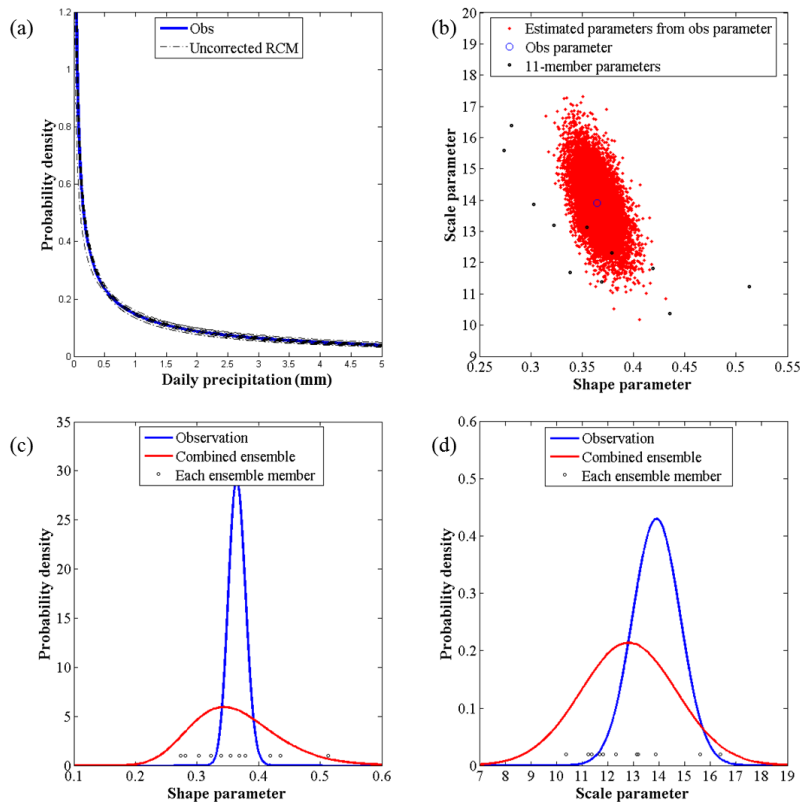 (a)
Obs
Uncorrected RCM
1.2
1
0.8
0.6
0.4
0.2
0
Probability density
0 0.5 1 1.5 2 2.5 3 3.5 4 4.5 5
Daily precipitation (mm)
(b)
Estimated parameters from obs parameter
Obs parameter
11-member parameters
21
20
19
18
17
16
15
14
13
12
11
10
9
Scale parameter
0.25 0.3 0.35 0.4 0.45 0.5 0.55
Shape parameter
(c)
Observation
Combined ensemble
Each ensemble member
35
30
25
20
15
10
5
0
Probability density
0.1 0.2 0.3 0.4 0.5 0.6
Shape parameter
(d)
Observation
Combined ensemble
Each ensemble member
0.6
0.5
0.4
0.3
0.2
0.1
0
Probability density
7 9 10 11 12 13 14 15 16 17 18 19
Scale parameter